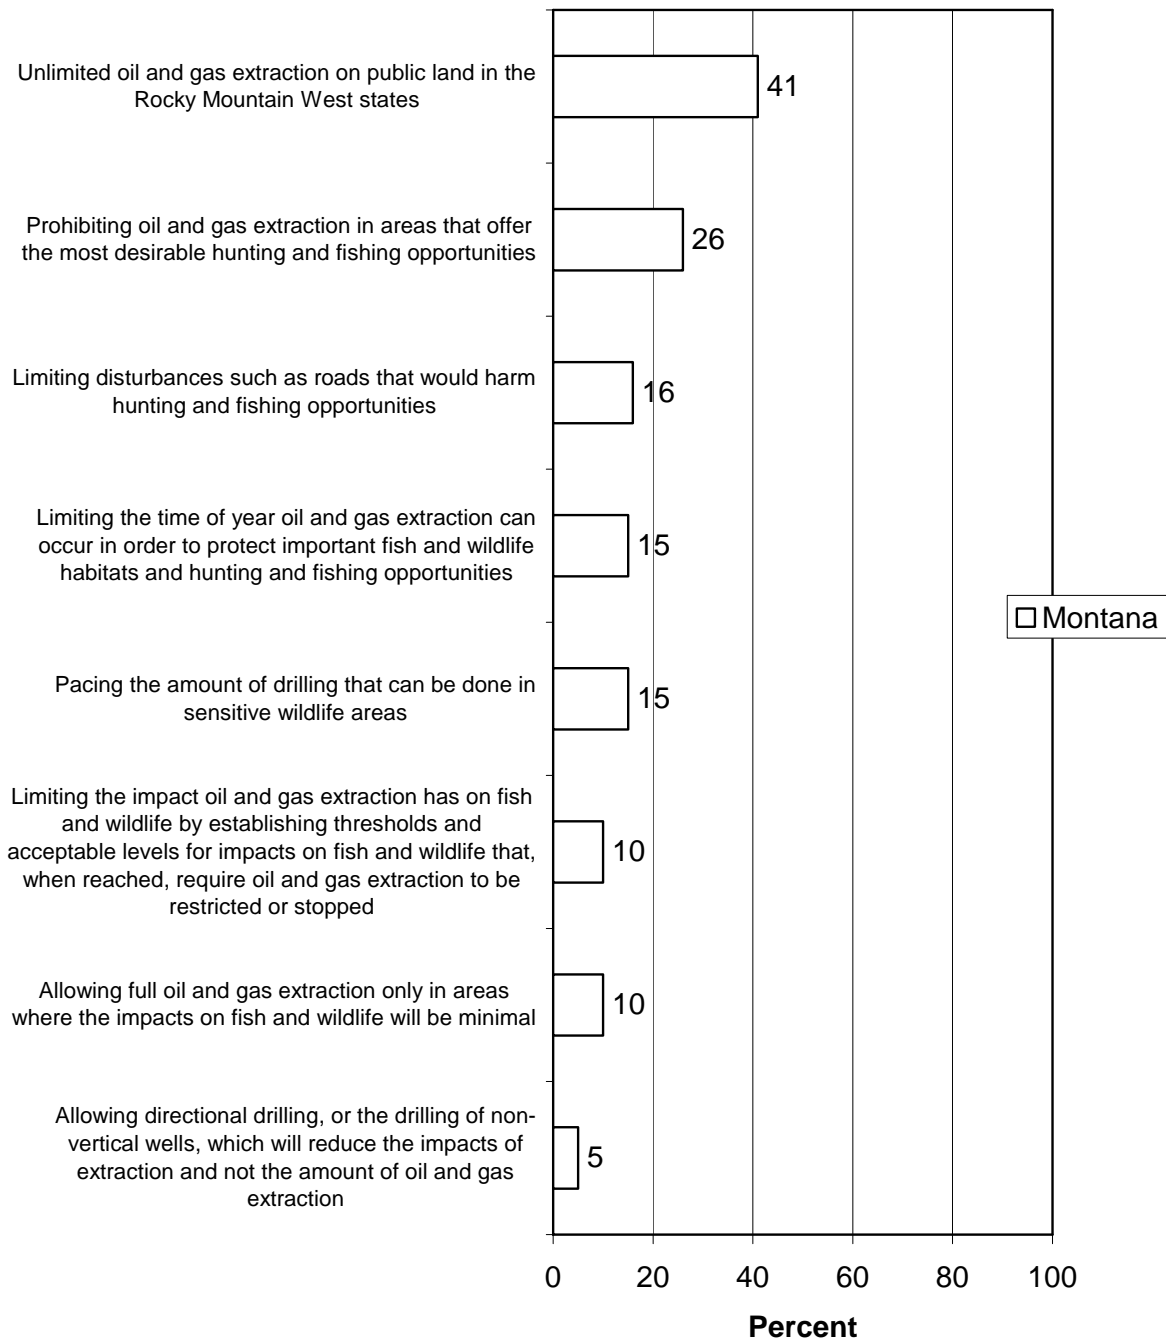 Unlimited oil and gas extraction on public land in the
Rocky Mountain West states
41
Prohibiting oil and gas extraction in areas that offer
the most desirable hunting and fishing opportunities
26
Limiting disturbances such as roads that would harm
hunting and fishing opportunities
16
Limiting the time of year oil and gas extraction can
occur in order to protect important fish and wildlife
habitats and hunting and fishing opportunities
15
Montana
Pacing the amount of drilling that can be done in
sensitive wildlife areas
15
Limiting the impact oil and gas extraction has on fish
and wildlife by establishing thresholds and
acceptable levels for impacts on fish and wildlife that,
when reached, require oil and gas extraction to be
restricted or stopped
10
Allowing full oil and gas extraction only in areas
where the impacts on fish and wildlife will be minimal
10
Allowing directional drilling, or the drilling of non-
vertical wells, which will reduce the impacts of
extraction and not the amount of oil and gas
extraction
5
0 20 40 60 80 100
Percent